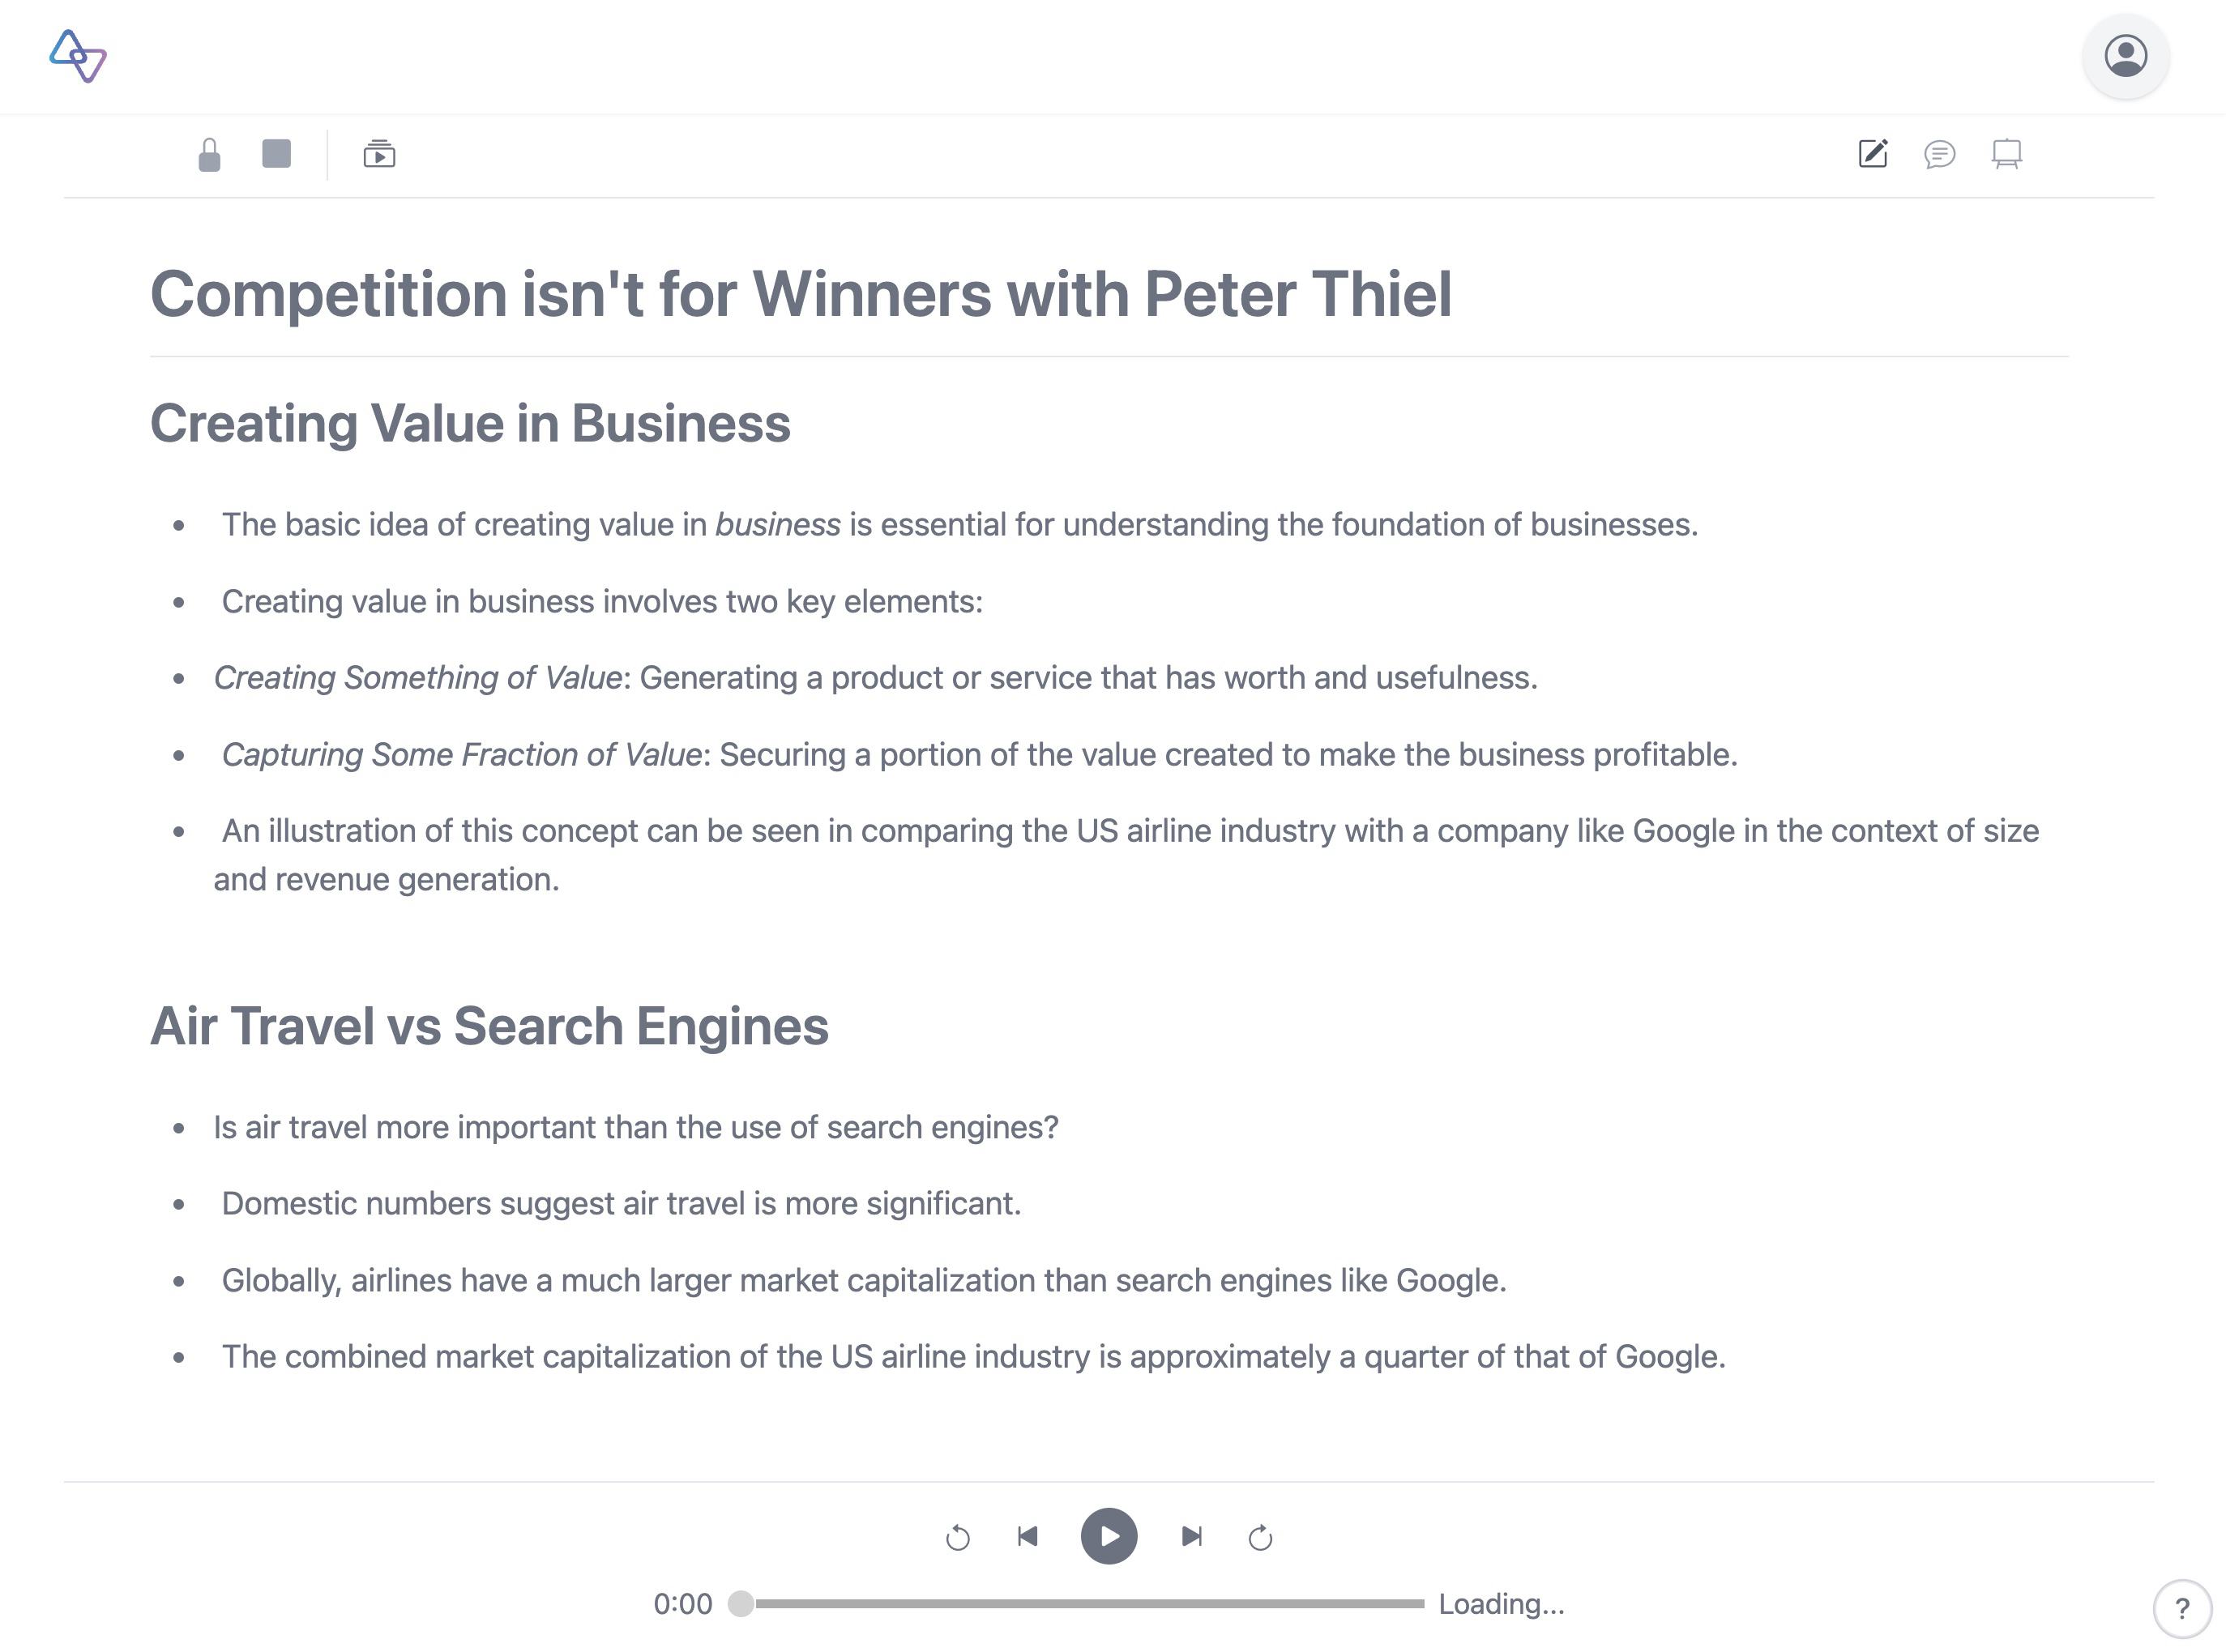 Competition isn't for Winners with Peter Thiel
Creating Value in Business
• The basic idea of creating value in business is essential for understanding the foundation of businesses.
• Creating value in business involves two key elements:
• Creating Something of Value: Generating a product or service that has worth and usefulness.
• Capturing Some Fraction of Value: Securing a portion of the value created to make the business profitable.
• An illustration of this concept can be seen in comparing the US airline industry with a company like Google in the context of size
and revenue generation.
Air Travel vs Search Engines
• Is air travel more important than the use of search engines?
• Domestic numbers suggest air travel is more significant.
• Globally, airlines have a much larger market capitalization than search engines like Google.
• The combined market capitalization of the US airline industry is approximately a quarter of that of Google.
0:00 Loading...
?